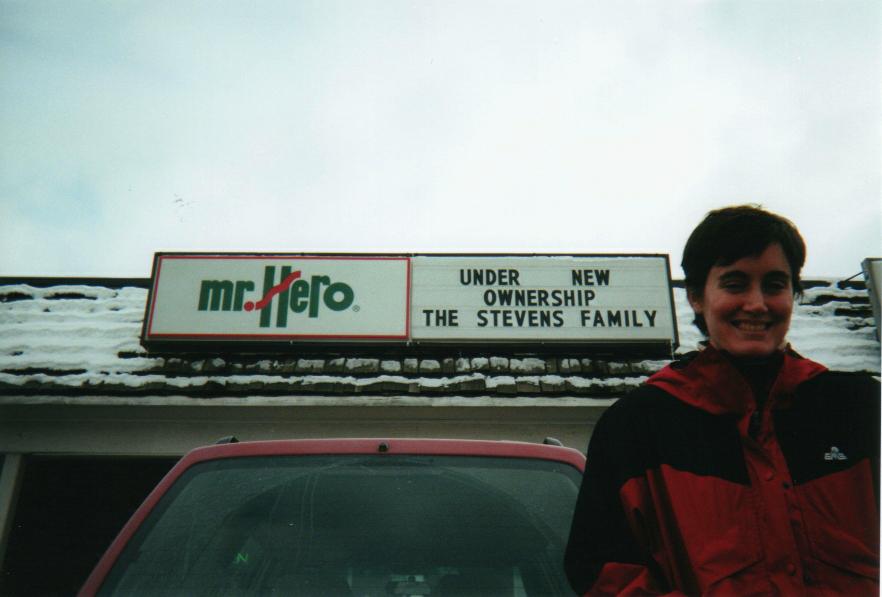 mr. Hero®
UNDER NEW
OWNERSHIP
THE STEVENS FAMILY